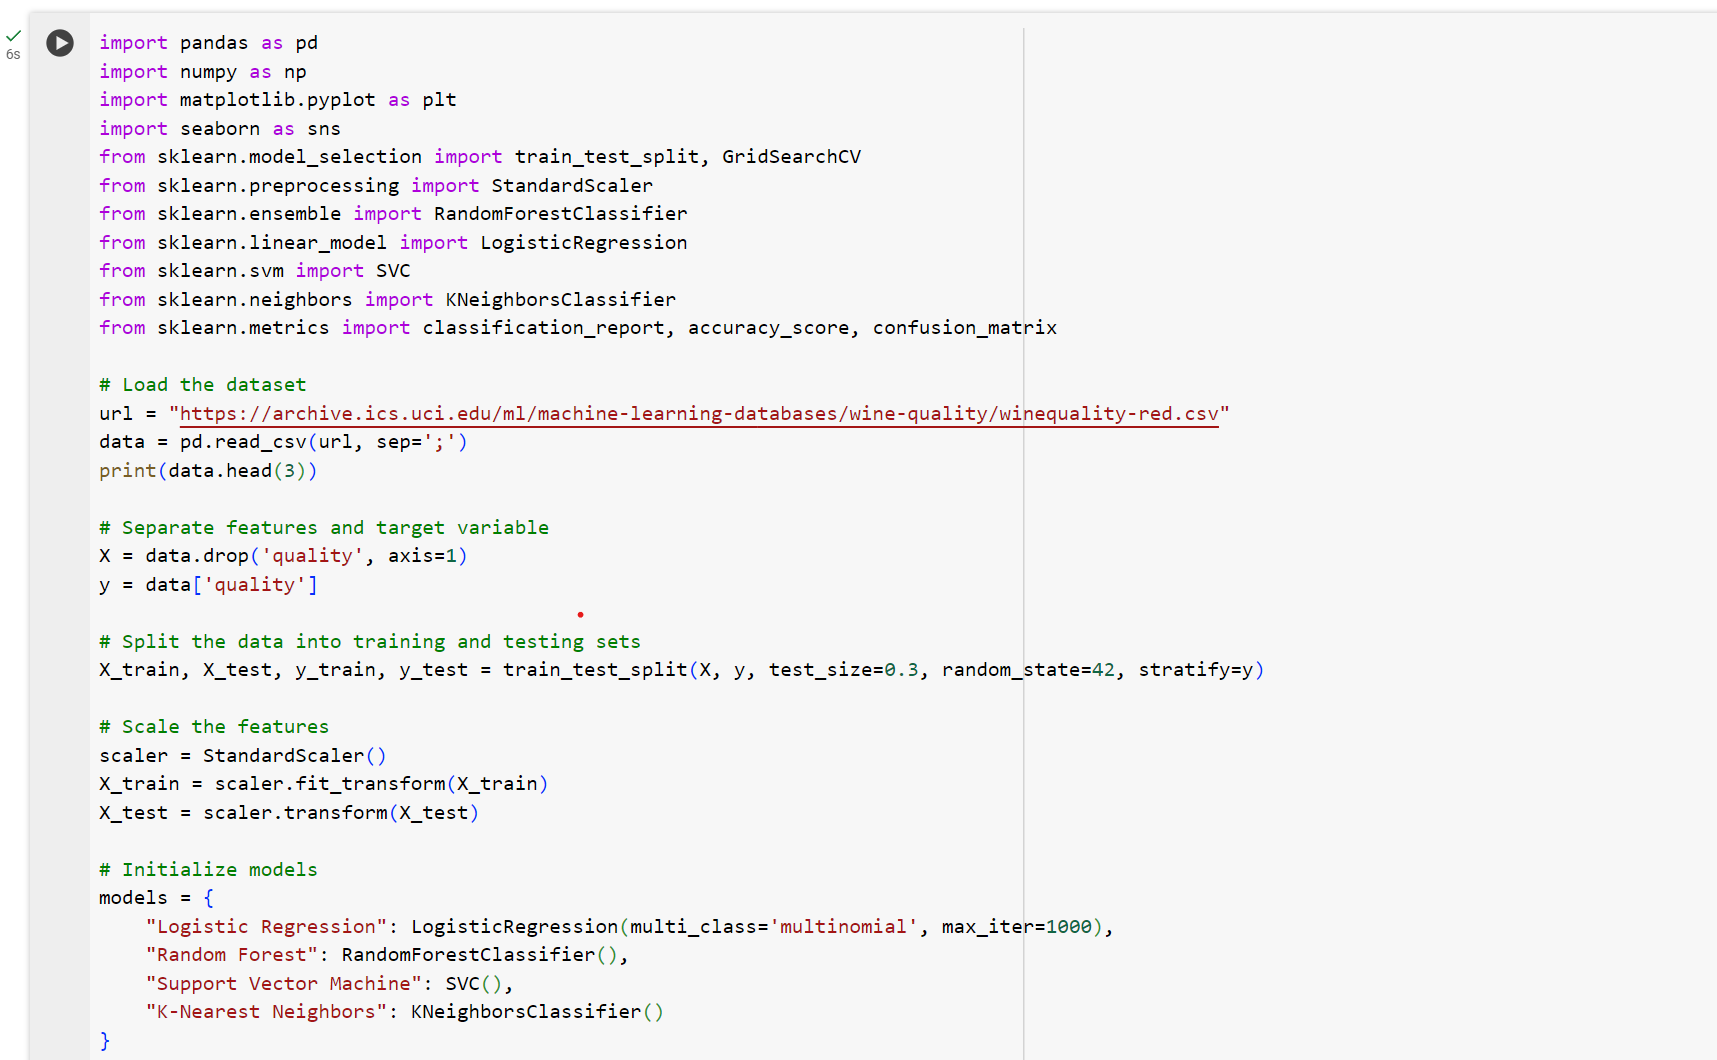 6s
import pandas as pd
import numpy as np
import matplotlib.pyplot as plt
import seaborn as sns
from sklearn.model_selection import train_test_split, GridSearchCV
from sklearn.preprocessing import StandardScaler
from sklearn.ensemble import RandomForestClassifier
from sklearn.linear_model import LogisticRegression
from sklearn.svm import SVC
from sklearn.neighbors import KNeighborsClassifier
from sklearn.metrics import classification_report, accuracy_score, confusion_matrix

# Load the dataset
url = "https://archive.ics.uci.edu/ml/machine-learning-databases/wine-quality/winequality-red.csv"
data = pd.read_csv(url, sep=';')
print(data.head(3))

# Separate features and target variable
X = data.drop('quality', axis=1)
y = data['quality']

# Split the data into training and testing sets
X_train, X_test, y_train, y_test = train_test_split(X, y, test_size=0.3, random_state=42, stratify=y)

# Scale the features
scaler = StandardScaler()
X_train = scaler.fit_transform(X_train)
X_test = scaler.transform(X_test)

# Initialize models
models = {
    "Logistic Regression": LogisticRegression(multi_class='multinomial', max_iter=1000),
    "Random Forest": RandomForestClassifier(),
    "Support Vector Machine": SVC(),
    "K-Nearest Neighbors": KNeighborsClassifier()
}